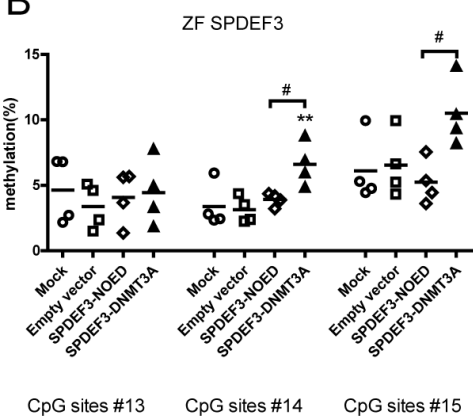 B
ZF SPDEF3
methylation(%)
15
10
5
0
#
**
#
Mock
Empty vector
SPDEF3-NOED
SPDEF3-DNMT3A
Mock
Empty vector
SPDEF3-NOED
SPDEF3-DNMT3A
Mock
Empty vector
SPDEF3-NOED
SPDEF3-DNMT3A
CpG sites #13
CpG sites #14
CpG sites #15